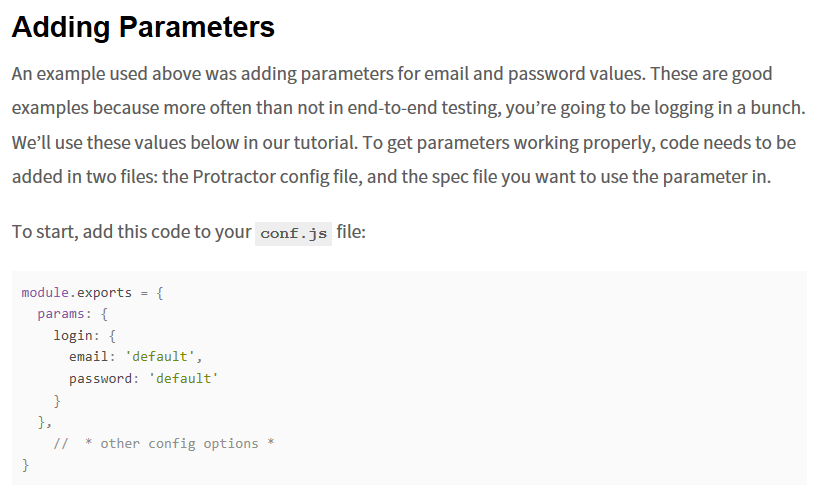 Adding Parameters
An example used above was adding parameters for email and password values. These are good
examples because more often than not in end-to-end testing, you’re going to be logging in a bunch.
We’ll use these values below in our tutorial. To get parameters working properly, code needs to be
added in two files: the Protractor config file, and the spec file you want to use the parameter in.
To start, add this code to your conf.js file:
module.exports = {
  params: {
    login: {
      email: 'default',
      password: 'default'
    }
  },
    //  * other config options *
}